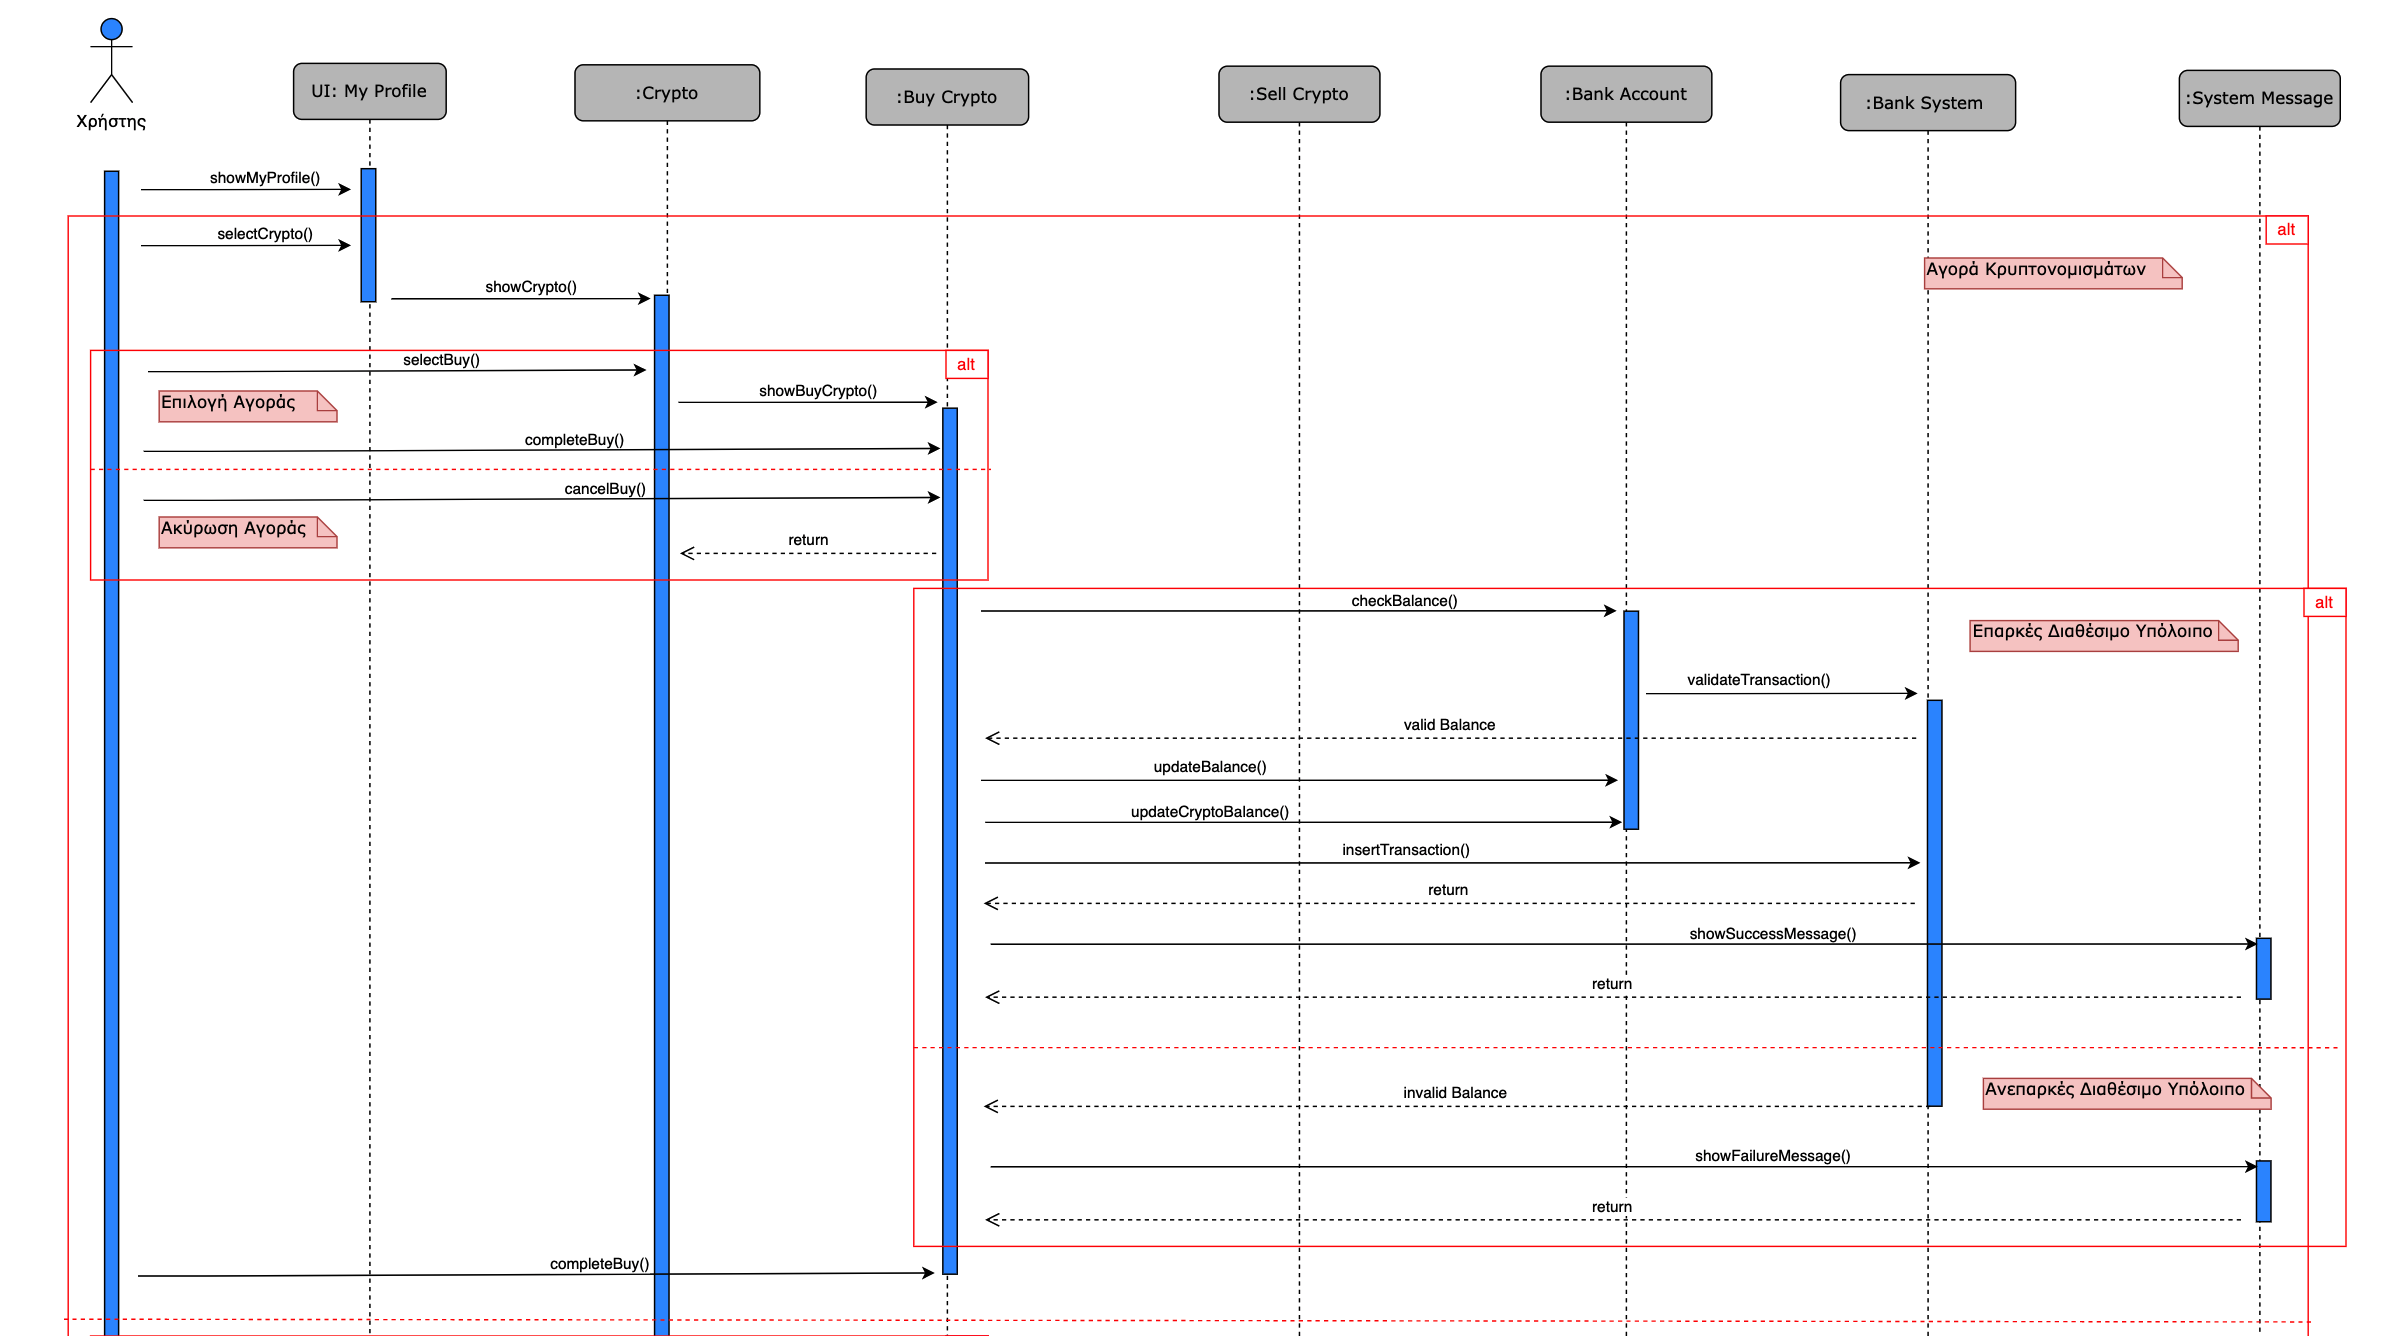 Χρήστης
UI: My Profile
:Crypto
:Buy Crypto
:Sell Crypto
:Bank Account
:Bank System
:System Message
showMyProfile()
alt
selectCrypto()
Αγορά Κρυπτονομισμάτων
showCrypto()
alt
selectBuy()
showBuyCrypto()
Επιλογή Αγοράς
completeBuy()
cancelBuy()
Ακύρωση Αγοράς
return
alt
checkBalance()
Επαρκές Διαθέσιμο Υπόλοιπο
validateTransaction()
valid Balance
updateBalance()
updateCryptoBalance()
insertTransaction()
return
showSuccessMessage()
return
Ανεπαρκές Διαθέσιμο Υπόλοιπο
invalid Balance
showFailureMessage()
return
completeBuy()